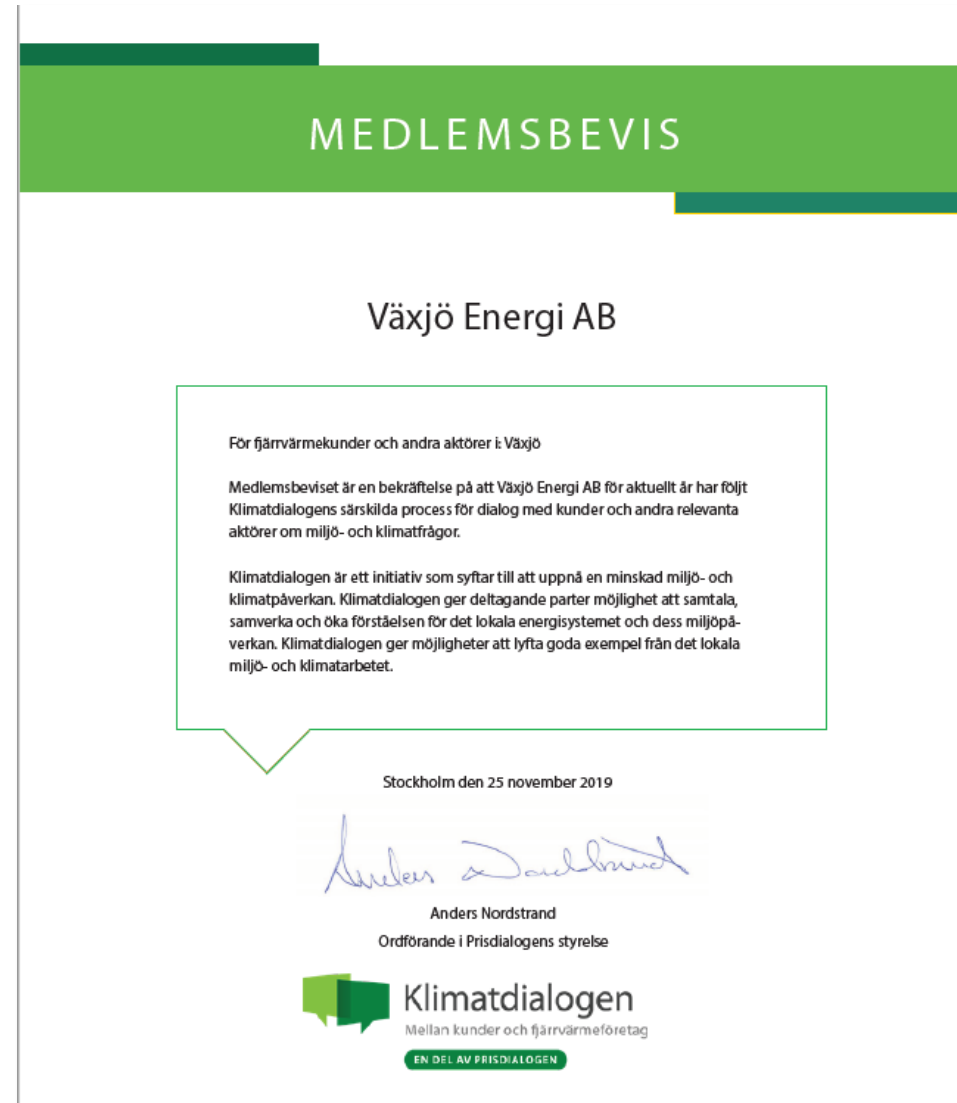 MEDLEMSBEVIS
Växjö Energi AB
För fjärrvärmekunder och andra aktörer i: Växjö
Medlemsbeviset är en bekräftelse på att Växjö Energi AB för aktuellt år har följt
Klimatdialogens särskilda process för dialog med kunder och andra relevanta
aktörer om miljö- och klimatfrågor.
Klimatdialogen är ett initiativ som syftar till att uppnå en minskad miljö- och
klimatpåverkan. Klimatdialogen ger deltagande parter möjlighet att samtala,
samverka och öka förståelsen för det lokala energisystemet och dess miljöpå-
verkan. Klimatdialogen ger möjligheter att lyfta goda exempel från det lokala
miljö- och klimatarbetet.
Stockholm den 25 november 2019
Anders Nordstrand
Anders Nordstrand
Ordförande i Prisdialogens styrelse
Klimatdialogen
Mellan kunder och fjärrvärmeföretag
EN DEL AV PRISDIALOGEN